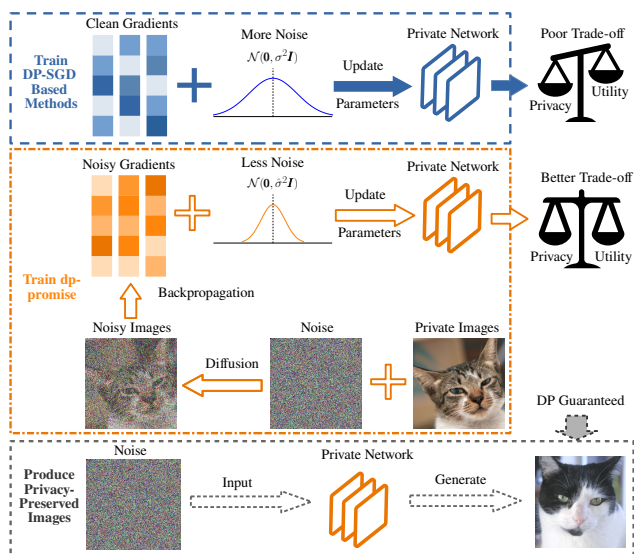 Clean Gradients
More Noise
Private Network
Poor Trade-off
Train
DP-SGD
Based
Methods
𝒩(𝟎, σ²𝑰)
Update
Parameters
Privacy
Utility
Noisy Gradients
Less Noise
Private Network
Better Trade-off
𝒩(𝟎, σ̂²𝑰)
Update
Parameters
Privacy
Utility
Train dp-
promise
Backpropagation
Noisy Images
Noise
Private Images
Diffusion
DP Guaranteed
Produce
Privacy-
Preserved
Images
Noise
Input
Private Network
Generate